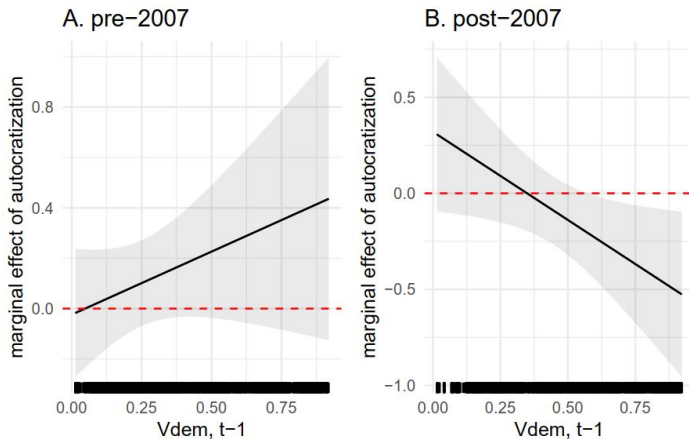 A. pre−2007
marginal effect of autocratization
0.8
0.4
0.0
0.00 0.25 0.50 0.75
Vdem, t−1
B. post−2007
marginal effect of autocratization
0.5
0.0
−0.5
−1.0
0.00 0.25 0.50 0.75
Vdem, t−1